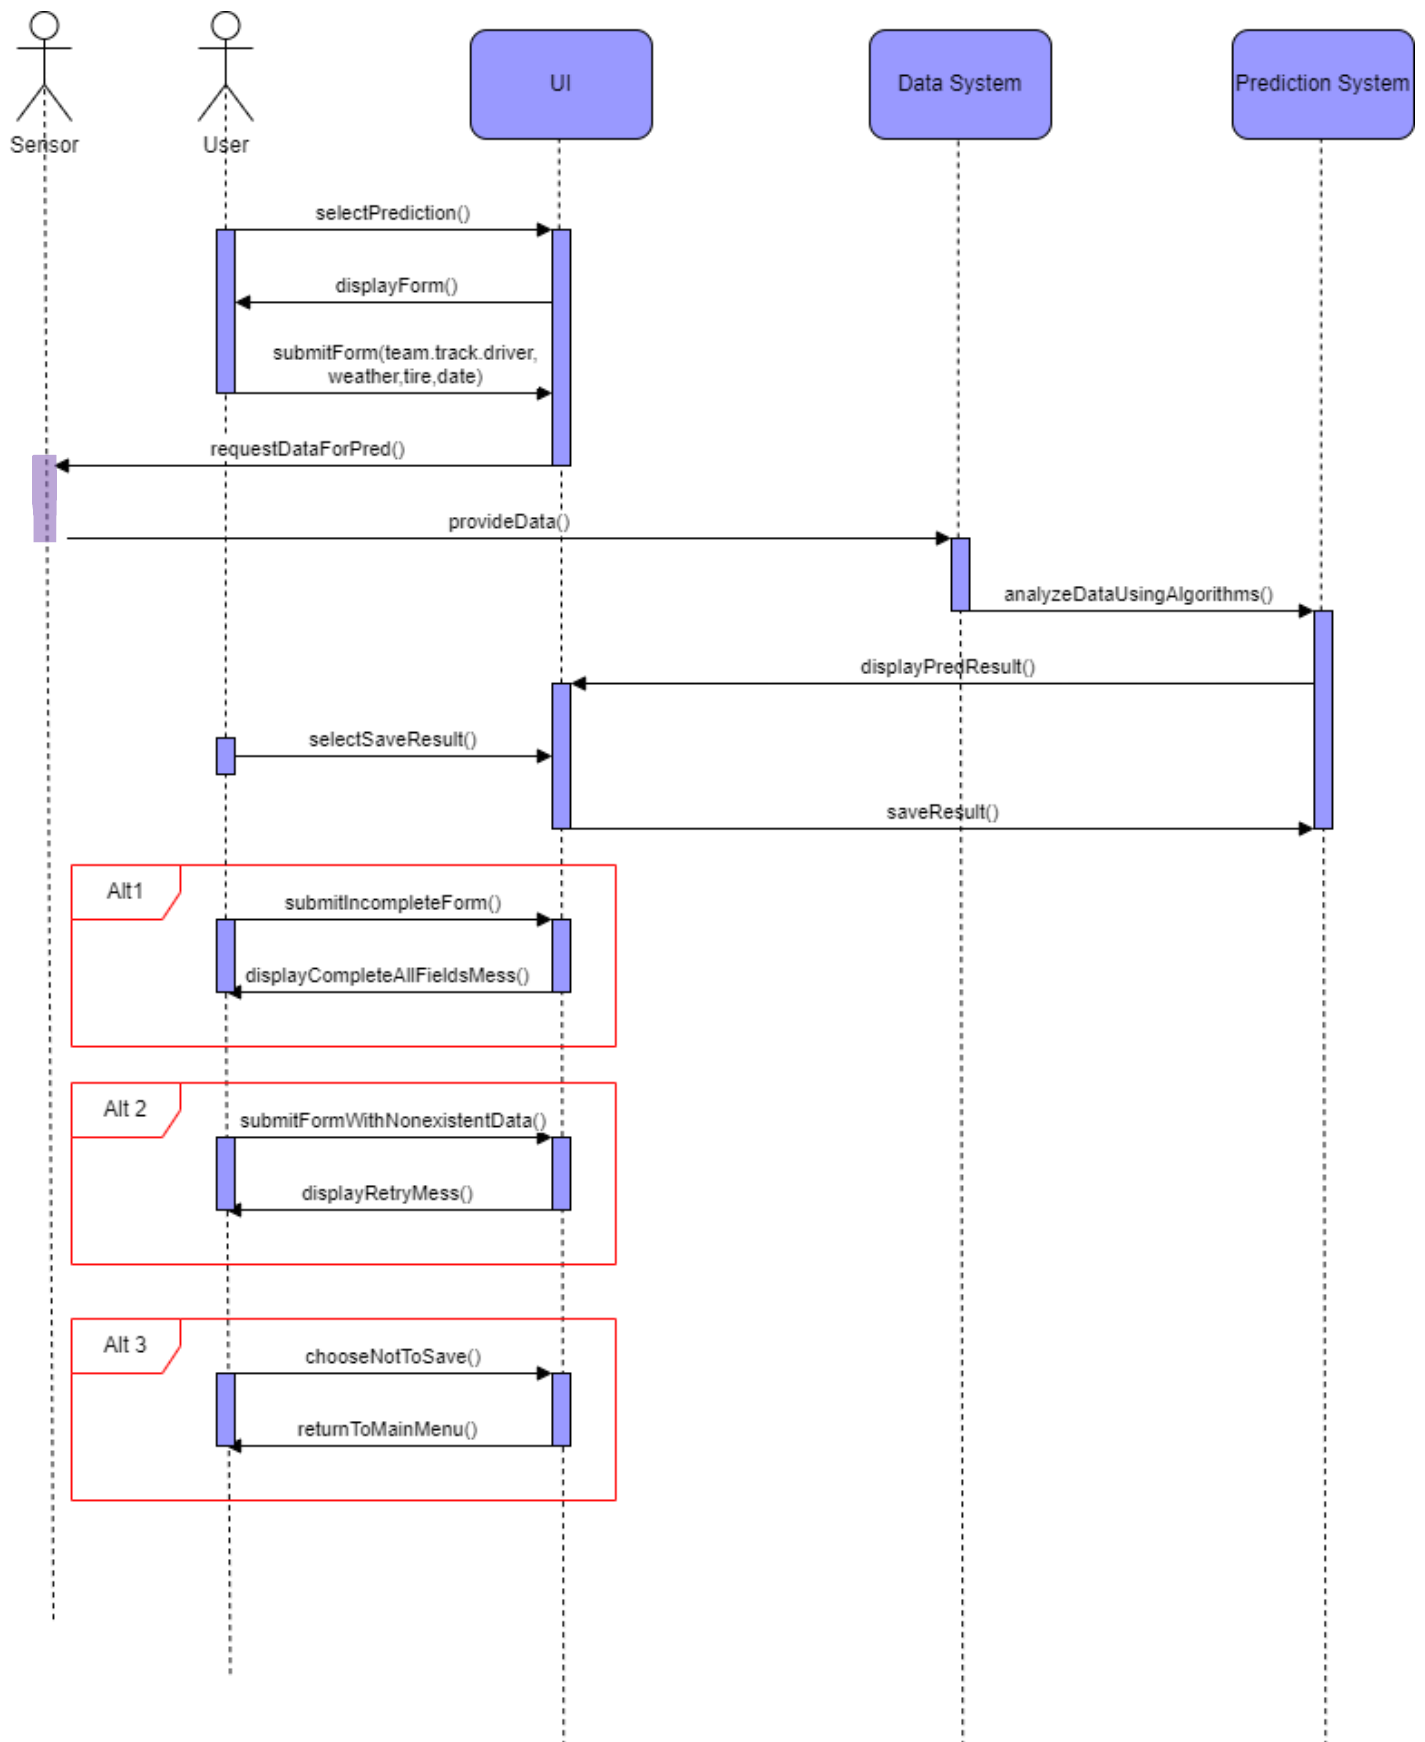 Sensor
User
UI
Data System
Prediction System
selectPrediction()
displayForm()
submitForm(team.track.driver,
weather,tire,date)
requestDataForPred()
provideData()
analyzeDataUsingAlgorithms()
displayPredResult()
selectSaveResult()
saveResult()
Alt1
submitIncompleteForm()
displayCompleteAllFieldsMess()
Alt 2
submitFormWithNonexistentData()
displayRetryMess()
Alt 3
chooseNotToSave()
returnToMainMenu()